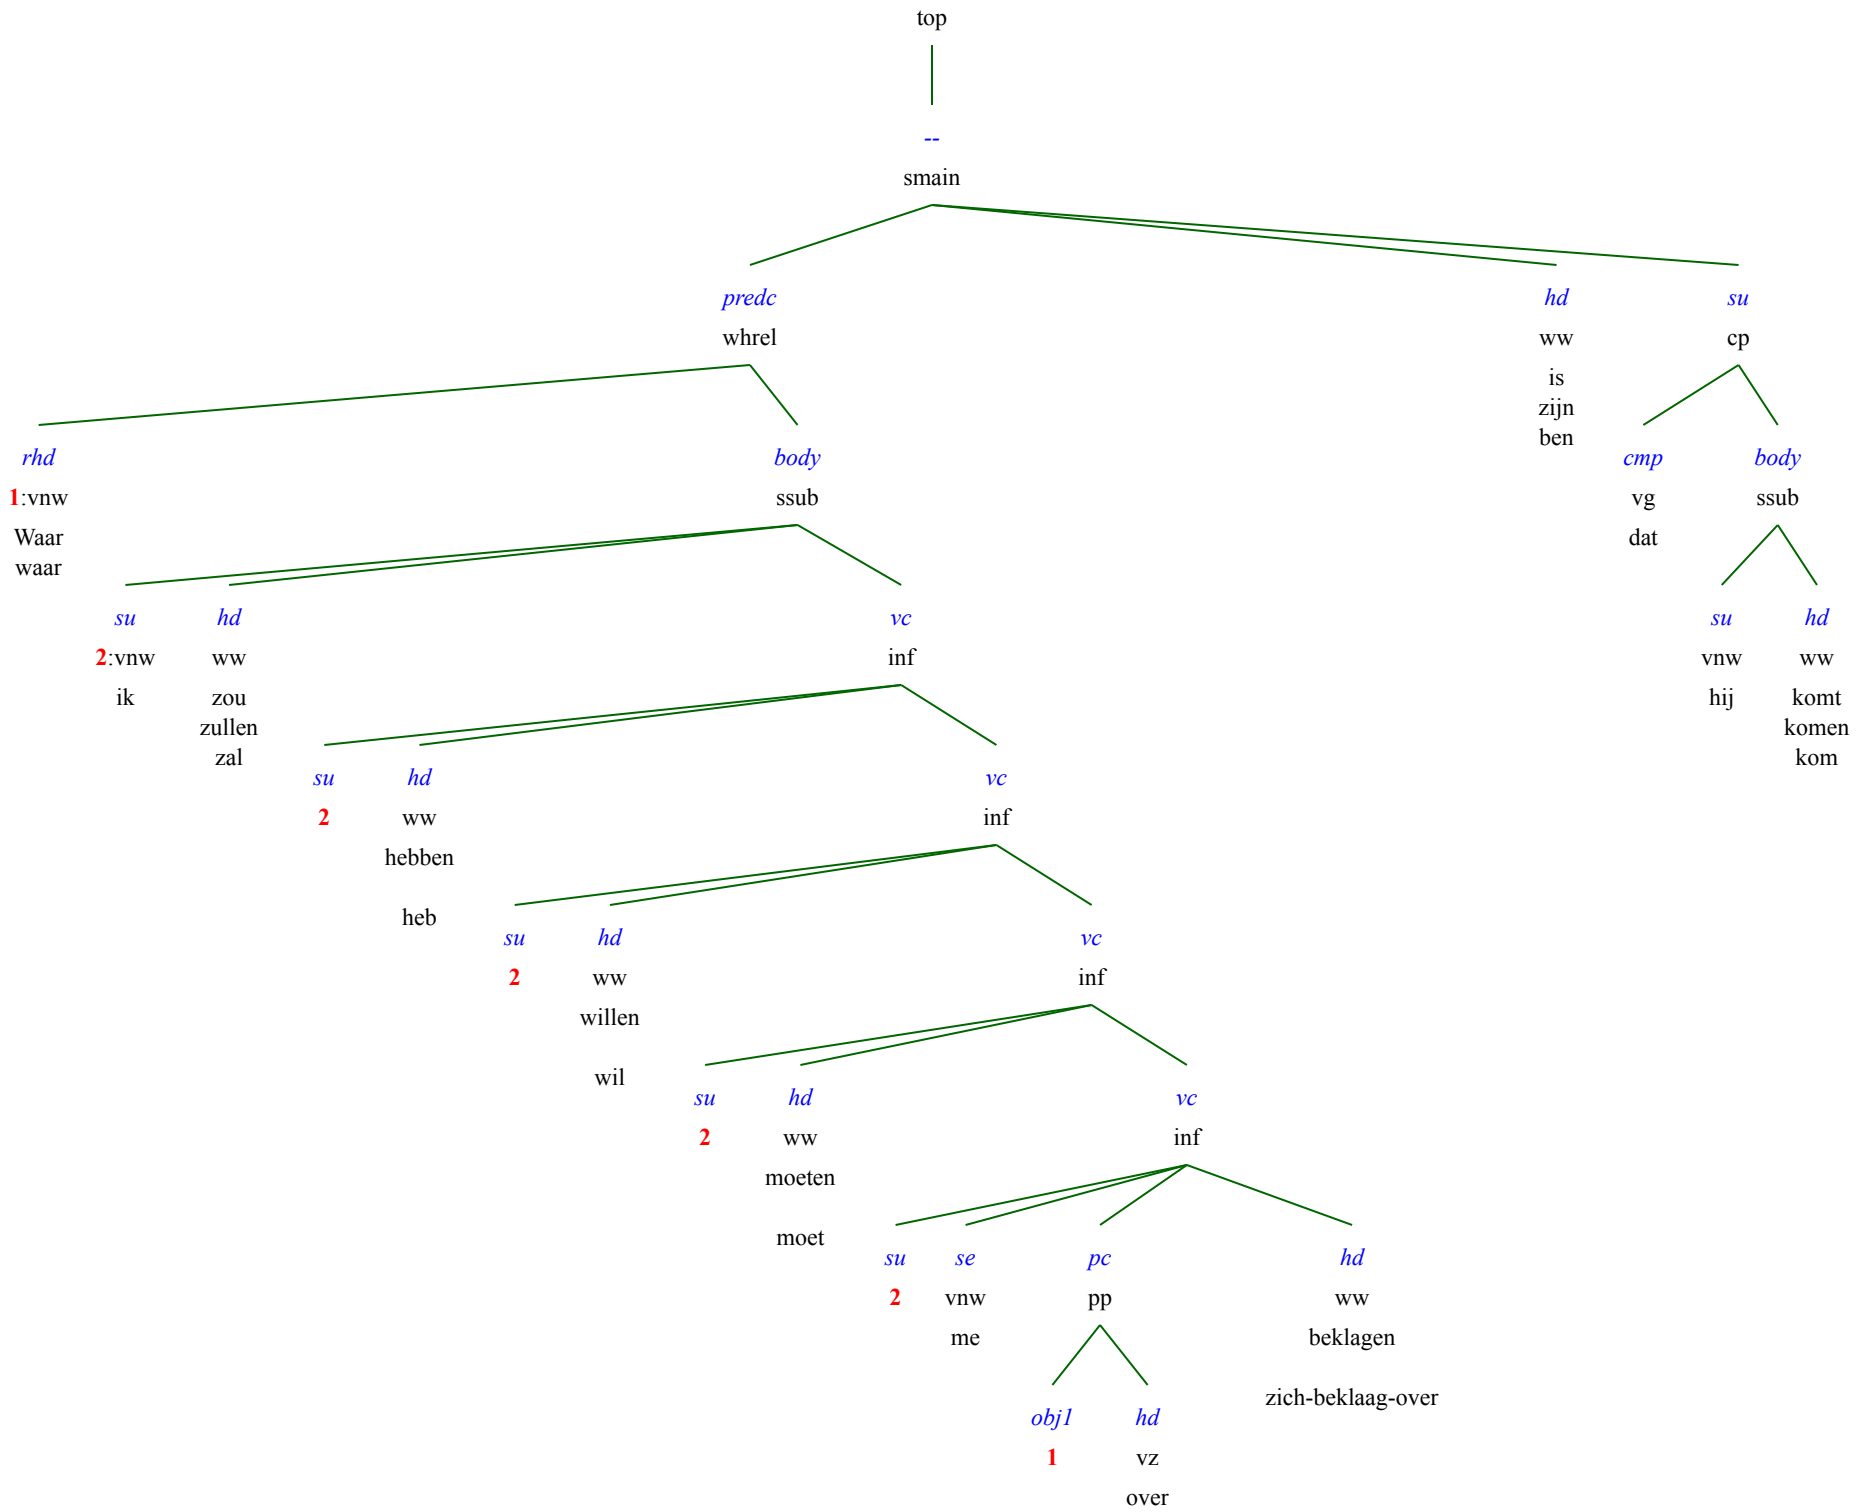 top
--
smain
predc hd su
whrel ww cp
is
zijn
ben
rhd body cmp body
1:vnw ssub vg ssub
Waar dat
waar
su hd vc su hd
2:vnw ww inf vnw ww
ik zou hij komt
zullen komen
zal kom
su hd vc
2 ww inf
hebben
heb
su hd vc
2 ww inf
willen
wil
su hd vc
2 ww inf
moeten
moet
su se pc hd
2 vnw pp ww
me beklagen
zich-beklaag-over
obj1 hd
1 vz
over